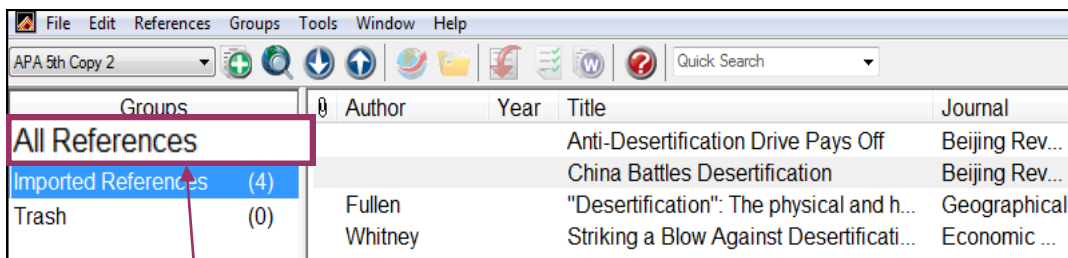 File Edit References Groups Tools Window Help
APA 5th Copy 2 W Quick Search
Groups Author Year Title Journal
All References Anti-Desertification Drive Pays Off Beijing Rev...
Imported References (4) China Battles Desertification Beijing Rev...
Trash (0) Fullen "Desertification": The physical and h... Geographical
Whitney Striking a Blow Against Desertificati... Economic ...